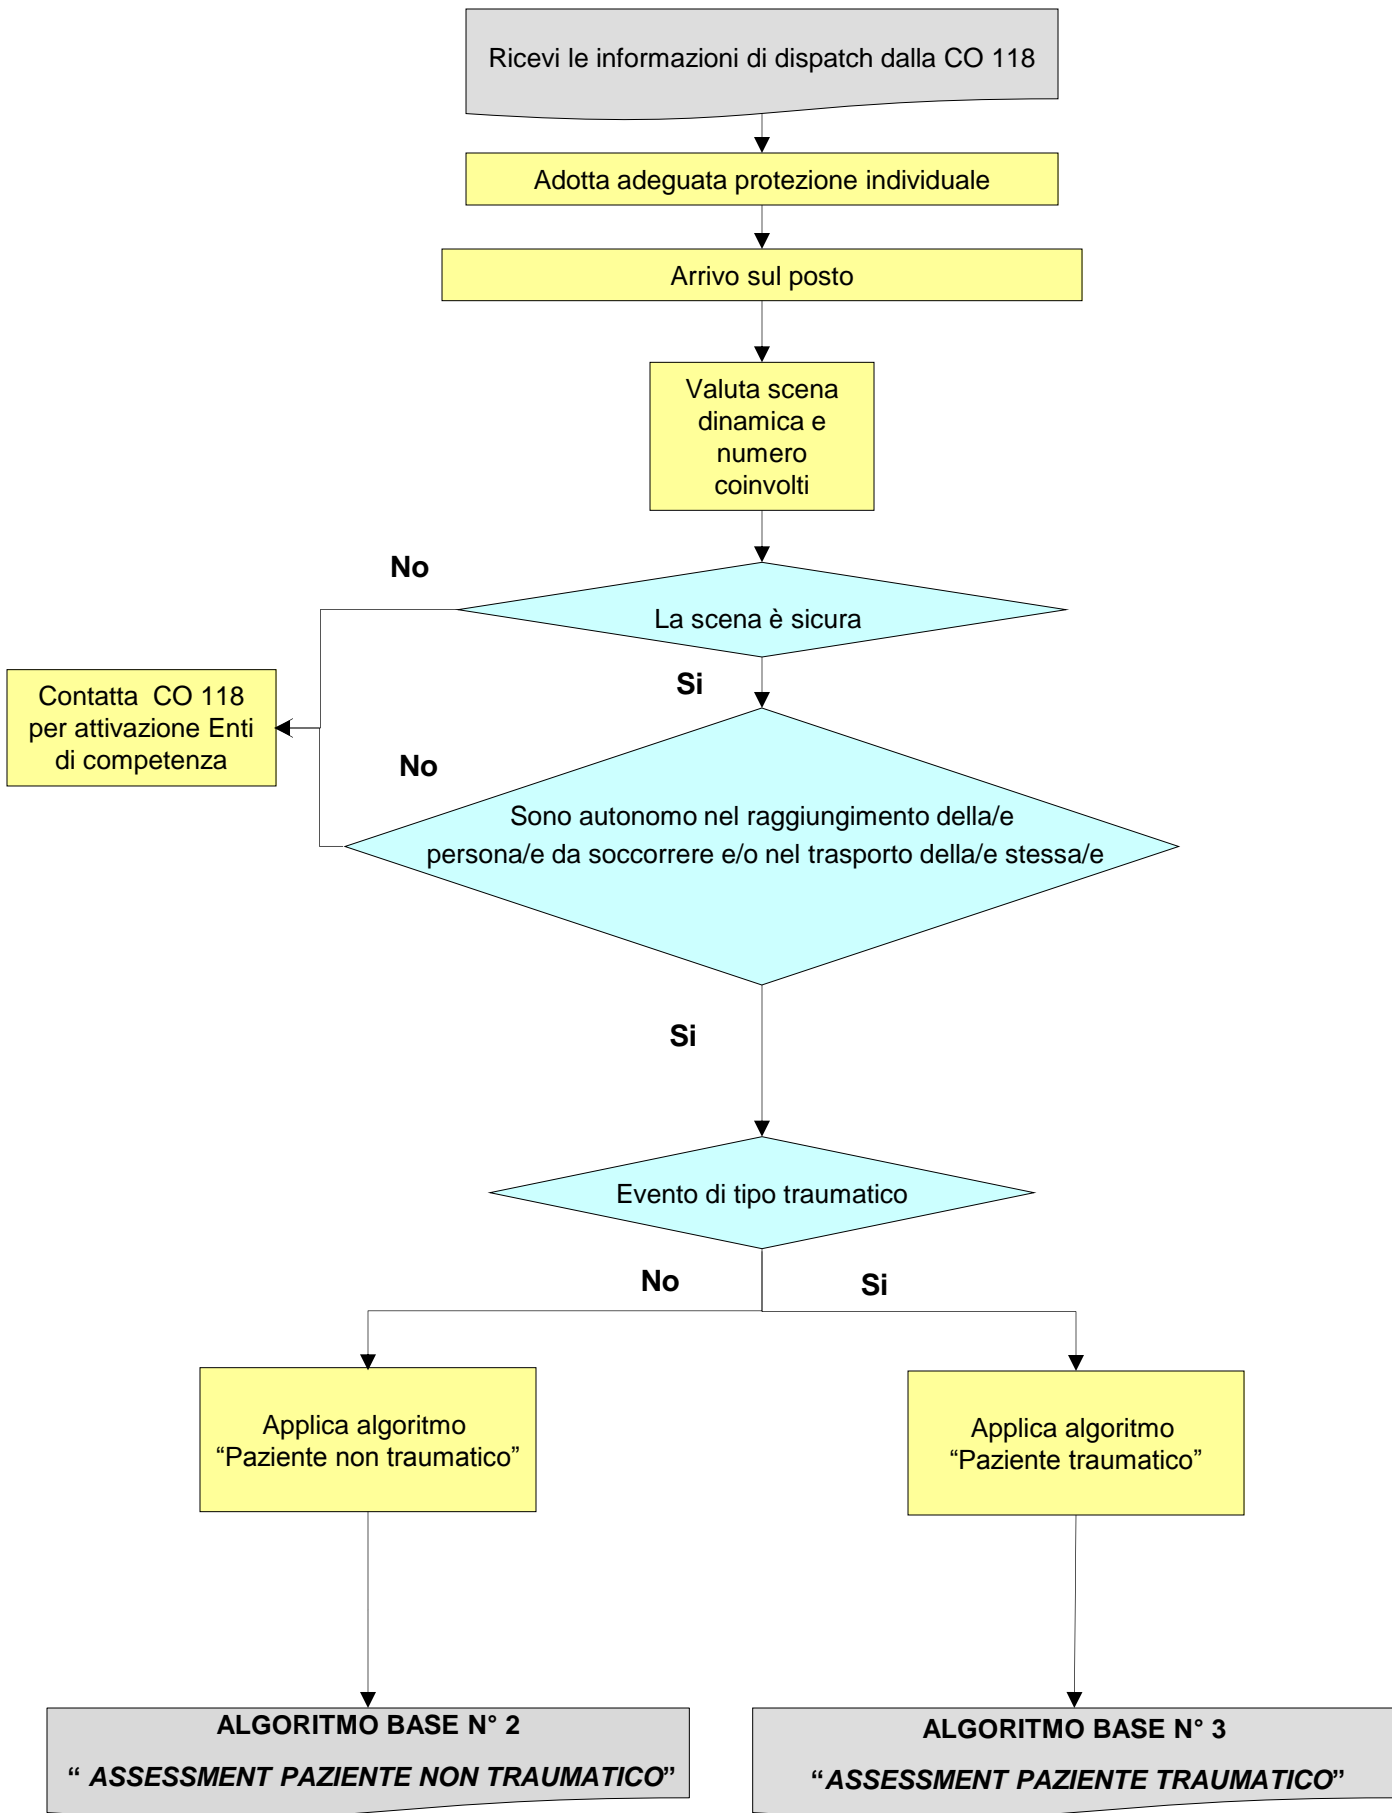 Ricevi le informazioni di dispatch dalla CO 118
Adotta adeguata protezione individuale
Arrivo sul posto
Valuta scena
dinamica e
numero
coinvolti
No
La scena è sicura
Si
Contatta CO 118
per attivazione Enti
di competenza
No
Sono autonomo nel raggiungimento della/e
persona/e da soccorrere e/o nel trasporto della/e stessa/e
Si
Evento di tipo traumatico
No
Si
Applica algoritmo
“Paziente non traumatico”
Applica algoritmo
“Paziente traumatico”
ALGORITMO BASE N° 2
“ ASSESSMENT PAZIENTE NON TRAUMATICO”
ALGORITMO BASE N° 3
“ASSESSMENT PAZIENTE TRAUMATICO”